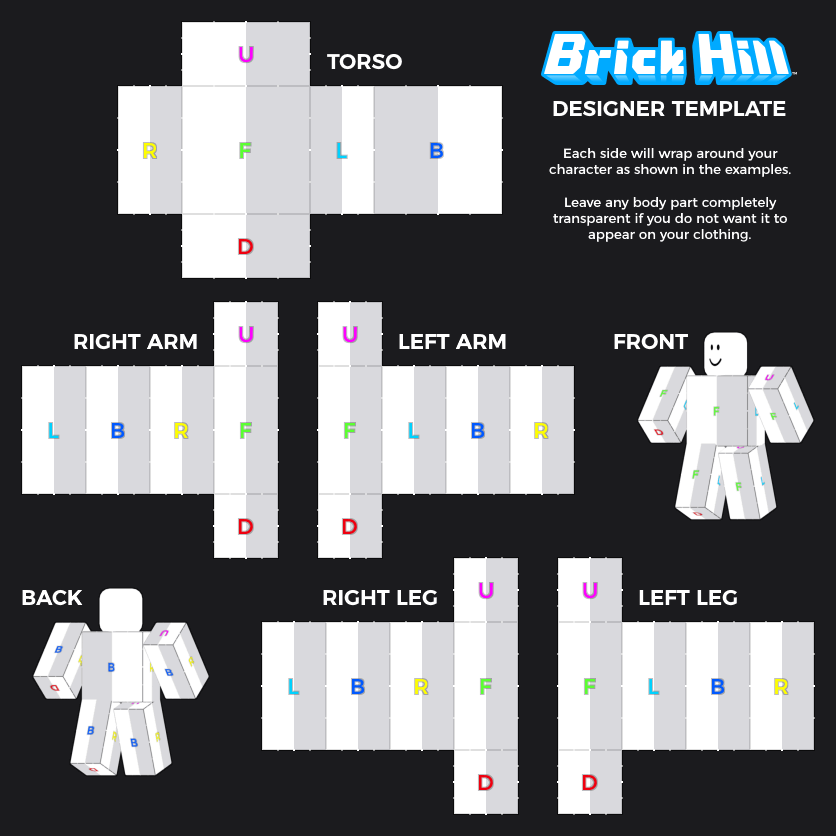 U
TORSO
Brick Hill
™
DESIGNER TEMPLATE
R
F
L
B
Each side will wrap around your
character as shown in the examples.
Leave any body part completely
transparent if you do not want it to
appear on your clothing.
D
RIGHT ARM
U
U
LEFT ARM
FRONT
L
B
R
F
F
L
B
R
F
U
F
L
F
L
D
F
L
F
L
D
D
D
BACK
RIGHT LEG
U
U
LEFT LEG
B
U
B
B
R
D
L
B
R
F
F
L
B
R
B
R
B
R
D
D
D